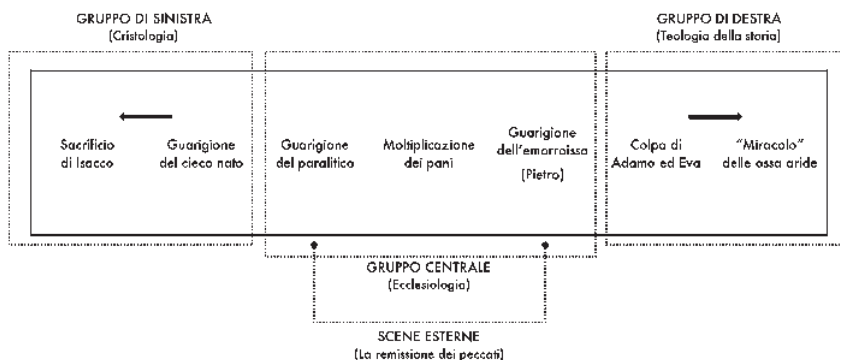 GRUPPO DI SINISTRA
(Cristologia)
GRUPPO DI DESTRA
(Teologia della storia)
Sacrificio
di Isacco
Guarigione
del cieco nato
Guarigione
del paralitico
Moltiplicazione
dei pani
Guarigione
dell'emorroissa
(Pietro)
Colpa di
Adamo ed Eva
"Miracolo"
delle ossa aride
GRUPPO CENTRALE
(Ecclesiologia)
SCENE ESTERNE
(La remissione dei peccati)